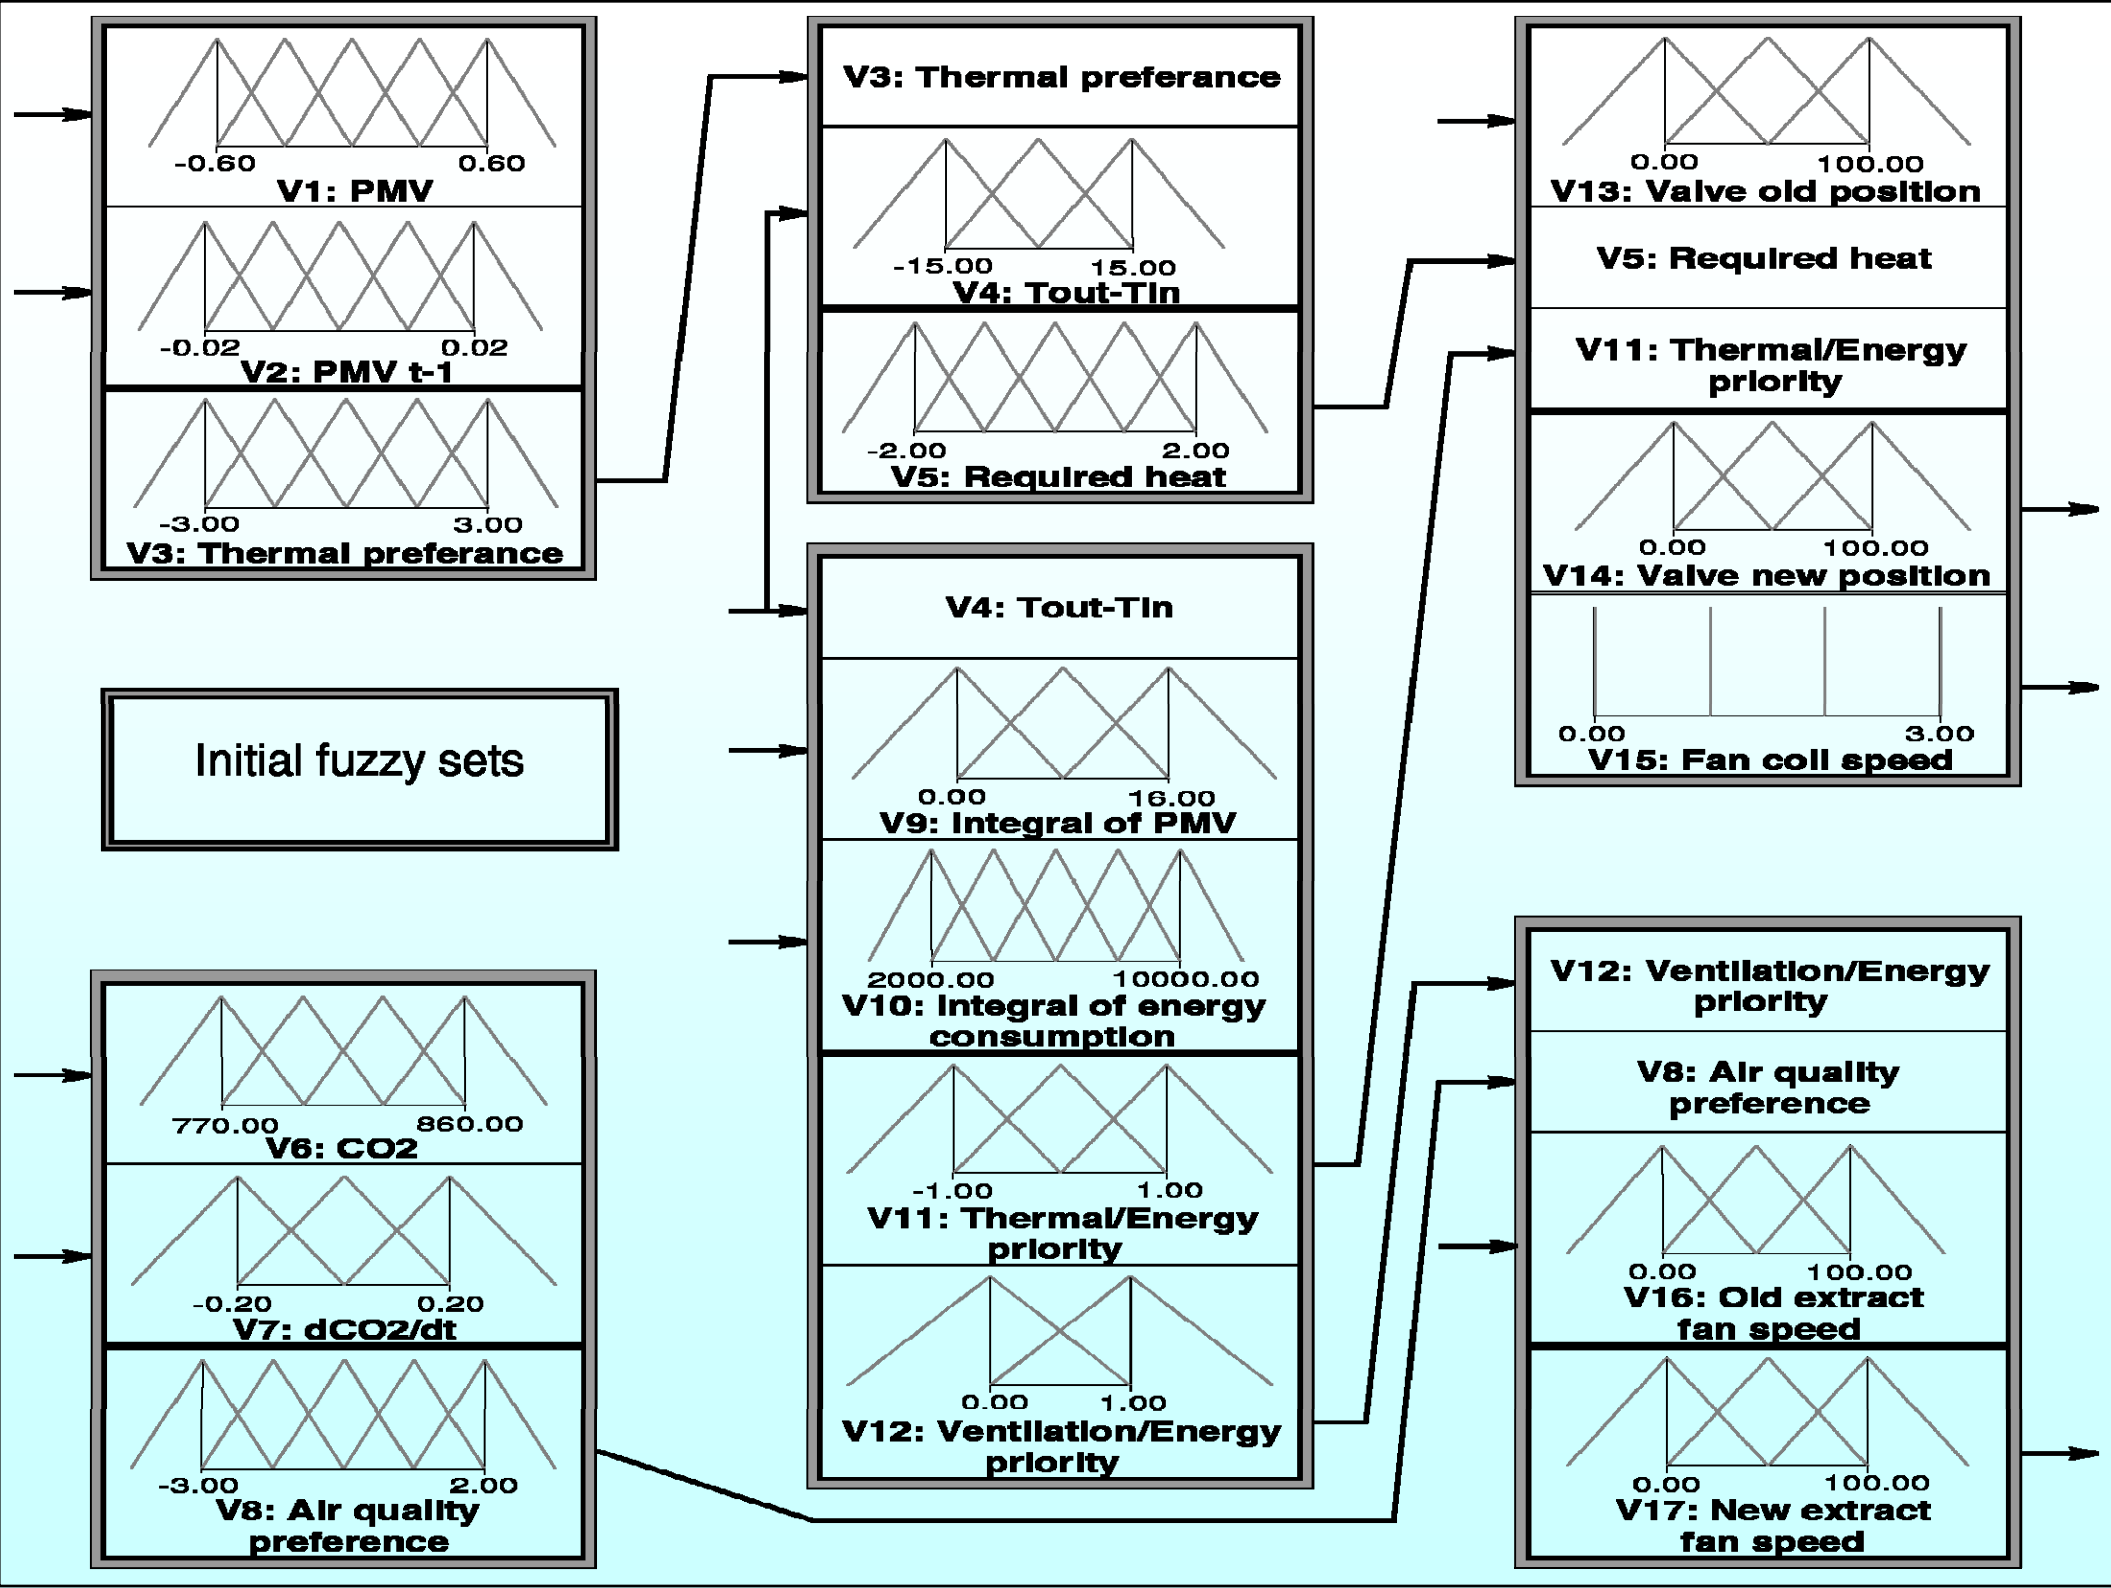 -0.60 0.60
V1: PMV
-0.02 0.02
V2: PMV t-1
-3.00 3.00
V3: Thermal preferance
Initial fuzzy sets
770.00 860.00
V6: CO2
-0.20 0.20
V7: dCO2/dt
-3.00 2.00
V8: Air quality
preference
V3: Thermal preferance
-15.00 15.00
V4: Tout-Tin
-2.00 2.00
V5: Required heat
V4: Tout-Tin
0.00 16.00
V9: Integral of PMV
2000.00 10000.00
V10: Integral of energy
consumption
-1.00 1.00
V11: Thermal/Energy
priority
0.00 1.00
V12: Ventilation/Energy
priority
0.00 100.00
V13: Valve old position
V5: Required heat
V11: Thermal/Energy
priority
0.00 100.00
V14: Valve new position
0.00 3.00
V15: Fan coil speed
V12: Ventilation/Energy
priority
V8: Air quality
preference
0.00 100.00
V16: Old extract
fan speed
0.00 100.00
V17: New extract
fan speed